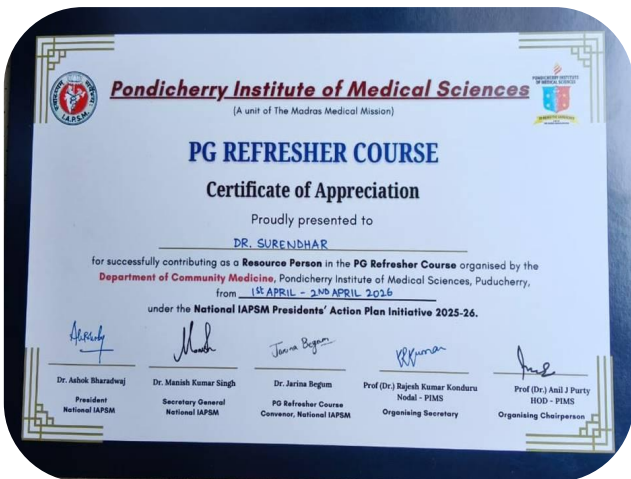 Pondicherry Institute of Medical Sciences
(A unit of The Madras Medical Mission)
I.A.P.S.M.
PONDICHERRY INSTITUTE
OF MEDICAL SCIENCES
PG REFRESHER COURSE
Certificate of Appreciation
Proudly presented to
DR. SURENDHAR
for successfully contributing as a Resource Person in the PG Refresher Course organised by the
Department of Community Medicine, Pondicherry Institute of Medical Sciences, Puducherry,
from 1st APRIL - 2ND APRIL 2026
under the National IAPSM Presidents' Action Plan Initiative 2025-26.
Jarina Begum
Dr. Ashok Bharadwaj
President
National IAPSM
Dr. Manish Kumar Singh
Secretary General
National IAPSM
Dr. Jarina Begum
PG Refresher Course
Convenor, National IAPSM
Prof (Dr.) Rajesh Kumar Konduru
Nodal - PIMS
Organising Secretary
Prof (Dr.) Anil J Purty
HOD - PIMS
Organising Chairperson